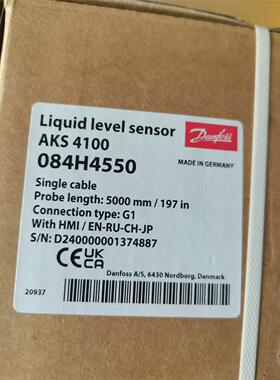 Liquid level sensor
AKS 4100
084H4550
Danfoss
MADE IN GERMANY
Single cable
Probe length: 5000 mm / 197 in
Connection type: G1
With HMI / EN-RU-CH-JP
S/N: D240000001374887
CE UK CA
Danfoss A/S, 6430 Nordborg, Denmark
20937